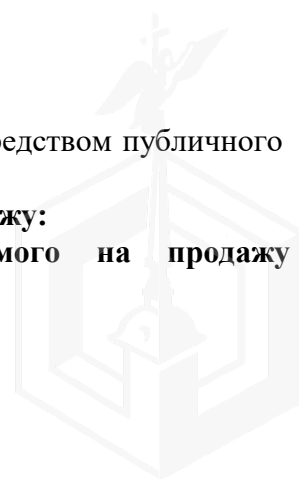 редством публичного
жу:
мого на продажу